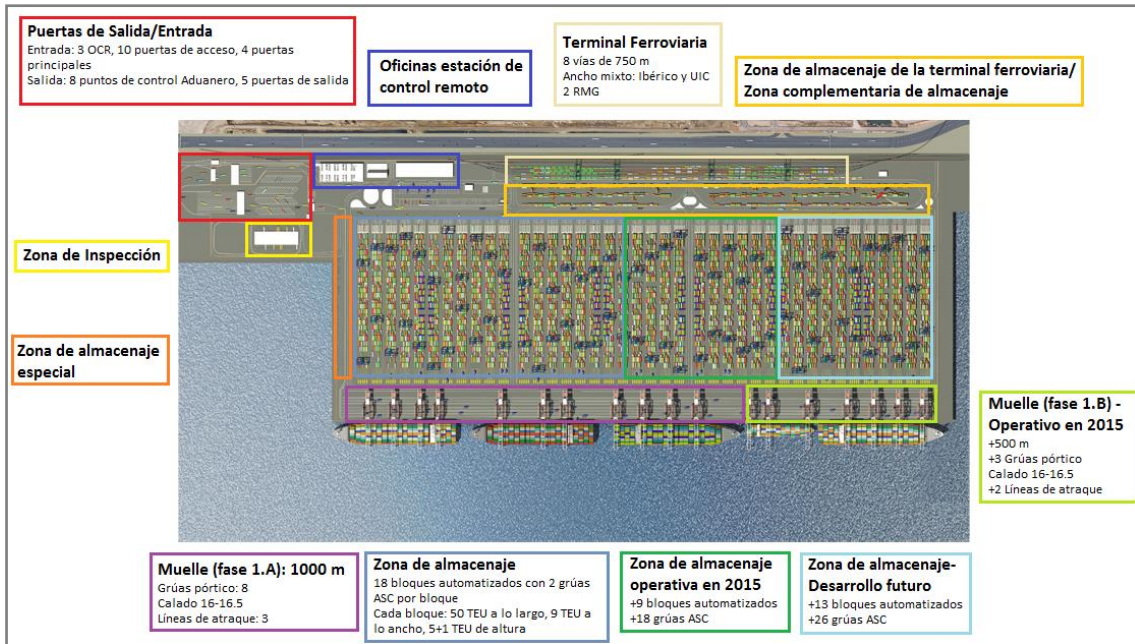 Puertas de Salida/Entrada
Entrada: 3 OCR, 10 puertas de acceso, 4 puertas
principales
Salida: 8 puntos de control Aduanero, 5 puertas de salida
Oficinas estación de
control remoto
Terminal Ferroviaria
8 vías de 750 m
Ancho mixto: Ibérico y UIC
2 RMG
Zona de almacenaje de la terminal ferroviaria/
Zona complementaria de almacenaje
Zona de Inspección
Zona de almacenaje
especial
Muelle (fase 1.B) -
Operativo en 2015
+500 m
+3 Grúas pórtico
Calado 16-16.5
+2 Líneas de atraque
Muelle (fase 1.A): 1000 m
Grúas pórtico: 8
Calado 16-16.5
Líneas de atraque: 3
Zona de almacenaje
18 bloques automatizados con 2 grúas
ASC por bloque
Cada bloque: 50 TEU a lo largo, 9 TEU a
lo ancho, 5+1 TEU de altura
Zona de almacenaje
operativa en 2015
+9 bloques automatizados
+18 grúas ASC
Zona de almacenaje-
Desarrollo futuro
+13 bloques automatizados
+26 grúas ASC